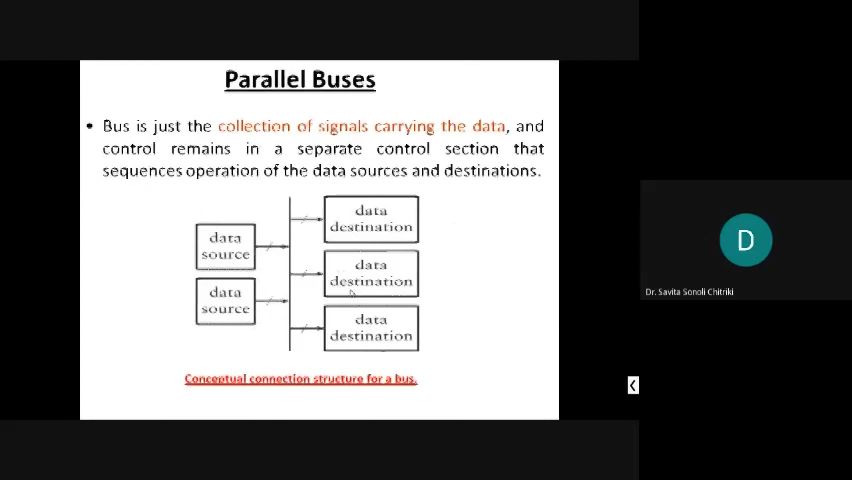 Parallel Buses
• Bus is just the collection of signals carrying the data, and
control remains in a separate control section that
sequences operation of the data sources and destinations.
data
source
data
source
data
destination
data
destination
data
destination
Conceptual connection structure for a bus.
D
Dr. Savita Sonoli Chitriki